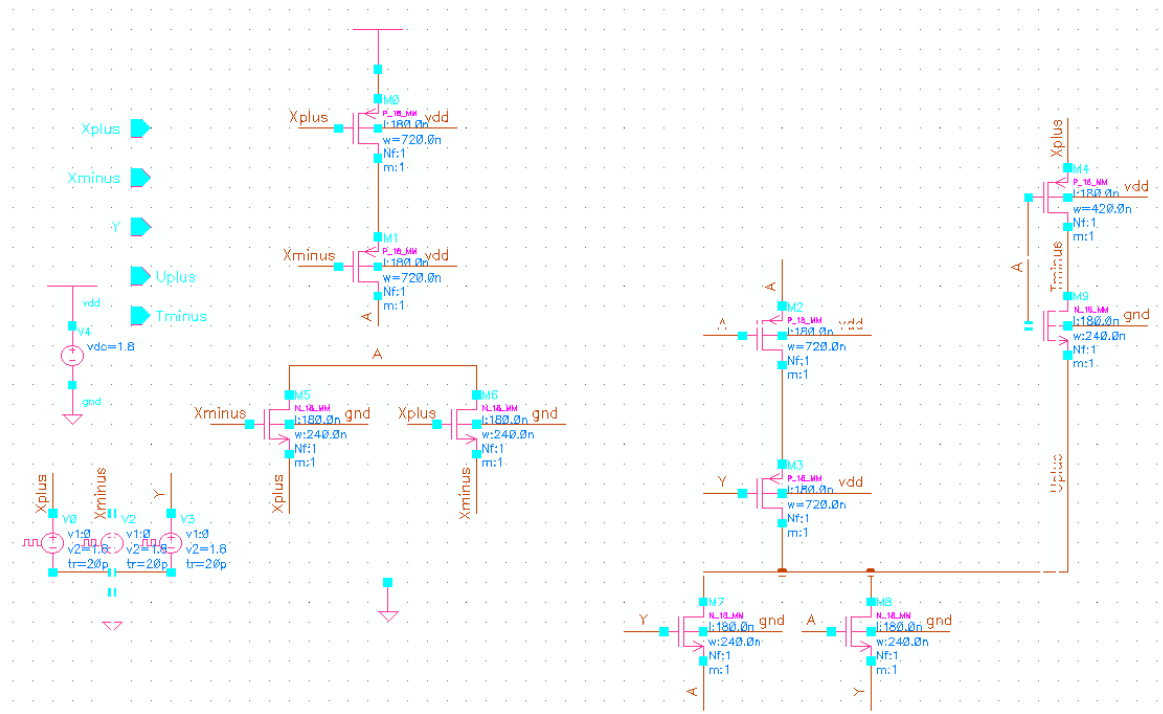 Xplus
Xminus
Y
Uplus
Tminus
vdd
V4
vdc=1.8
gnd
M0
P_18_MM
l:180.0n
w=720.0n
Nf:1
m:1
Xplus
vdd
M1
P_18_MM
l:180.0n
w=720.0n
Nf:1
m:1
Xminus
vdd
A
A
M5
N_18_MM
l:180.0n
w:240.0n
Nf:1
m:1
Xminus
gnd
Xplus
M6
N_18_MM
l:180.0n
w:240.0n
Nf:1
m:1
Xplus
gnd
Xminus
Xplus
V0
v1:0
v2=1.8
tr=20p
Xminus
V2
v1:0
v2=1.8
tr=20p
Y
V3
v1:0
v2=1.8
tr=20p
A
M2
P_18_MM
l:180.0n
w=720.0n
Nf:1
m:1
A
vdd
M3
P_18_MM
l:180.0n
w=720.0n
Nf:1
m:1
Y
vdd
M7
N_18_MM
l:180.0n
w:240.0n
Nf:1
m:1
Y
gnd
A
M8
N_18_MM
l:180.0n
w:240.0n
Nf:1
m:1
A
gnd
Y
Xplus
M4
P_18_MM
l:180.0n
w=420.0n
Nf:1
m:1
vdd
A
Tminus
M9
N_18_MM
l:180.0n
w=240.0n
Nf:1
m:1
gnd
Uplus